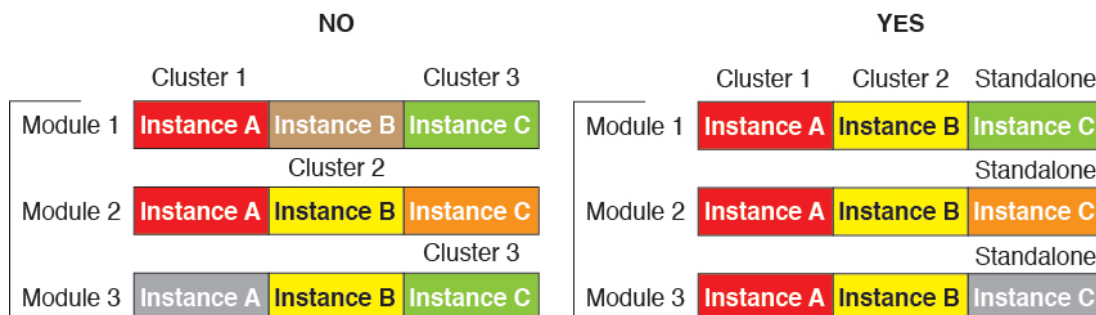 NO YES
Cluster 1 Cluster 3 Cluster 1 Cluster 2 Standalone
Module 1 Instance A Instance B Instance C Module 1 Instance A Instance B Instance C
Cluster 2 Standalone
Module 2 Instance A Instance B Instance C Module 2 Instance A Instance B Instance C
Cluster 3 Standalone
Module 3 Instance A Instance B Instance C Module 3 Instance A Instance B Instance C